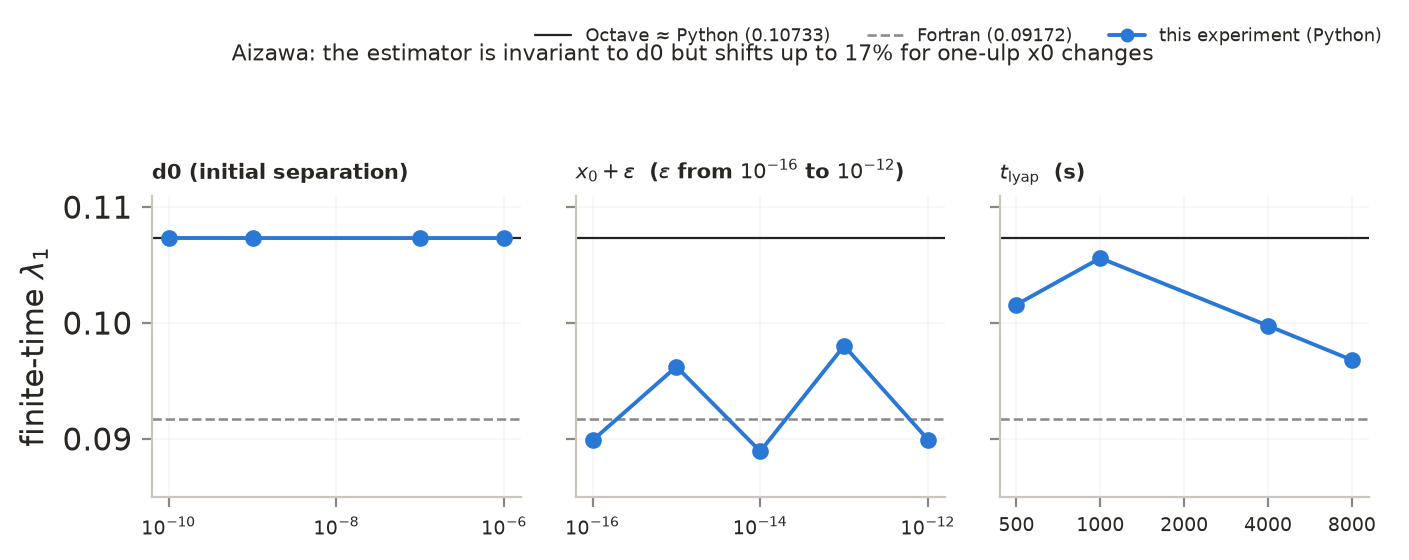 Octave ≈ Python (0.10733) Fortran (0.09172) this experiment (Python)
Aizawa: the estimator is invariant to d0 but shifts up to 17% for one-ulp x0 changes
d0 (initial separation)
x₀ + ε (ε from 10⁻¹⁶ to 10⁻¹²)
t_lyap (s)
finite-time λ₁
0.11
0.10
0.09
10⁻¹⁰ 10⁻⁸ 10⁻⁶
10⁻¹⁶ 10⁻¹⁴ 10⁻¹²
500 1000 2000 4000 8000